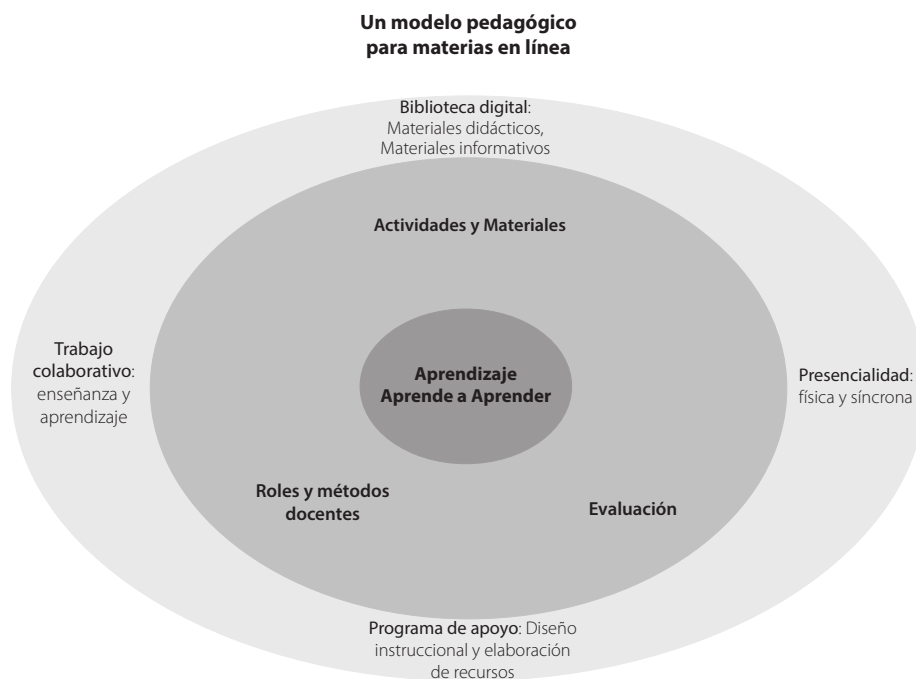 Un modelo pedagógico
para materias en línea
Biblioteca digital:
Materiales didácticos,
Materiales informativos
Actividades y Materiales
Trabajo
colaborativo:
enseñanza y
aprendizaje
Aprendizaje
Aprende a Aprender
Presencialidad:
física y síncrona
Roles y métodos
docentes
Evaluación
Programa de apoyo: Diseño
instruccional y elaboración
de recursos